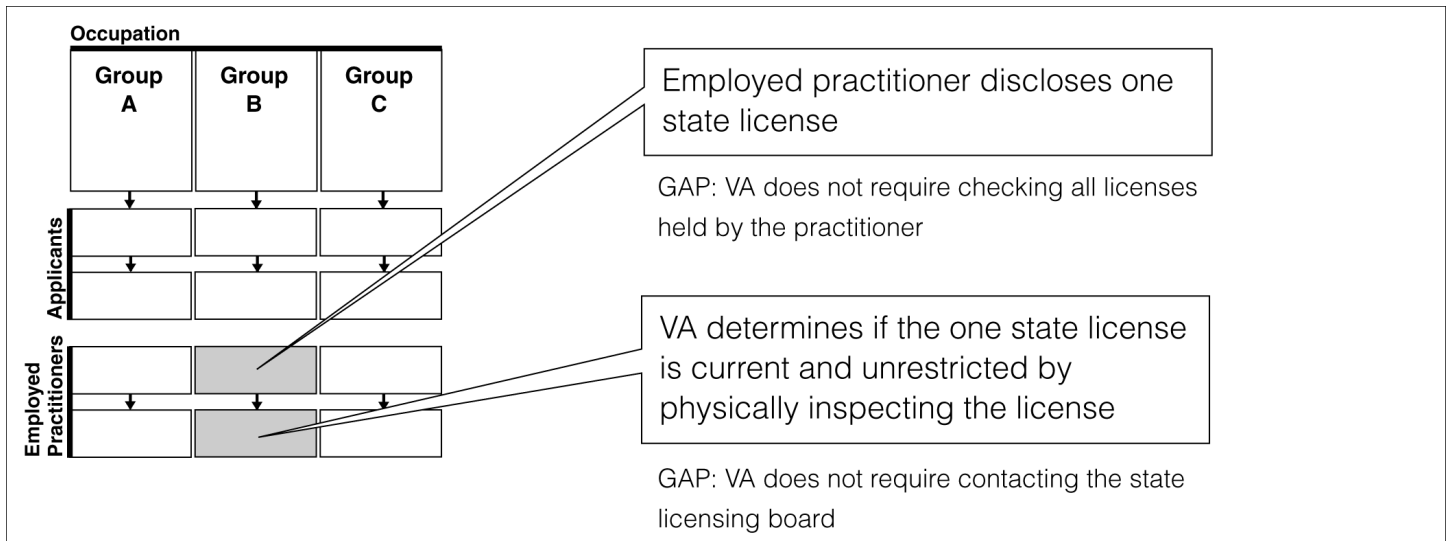 Occupation
Group
A
Group
B
Group
C
Applicants
Employed
Practitioners
Employed practitioner discloses one
state license
GAP: VA does not require checking all licenses
held by the practitioner
VA determines if the one state license
is current and unrestricted by
physically inspecting the license
GAP: VA does not require contacting the state
licensing board